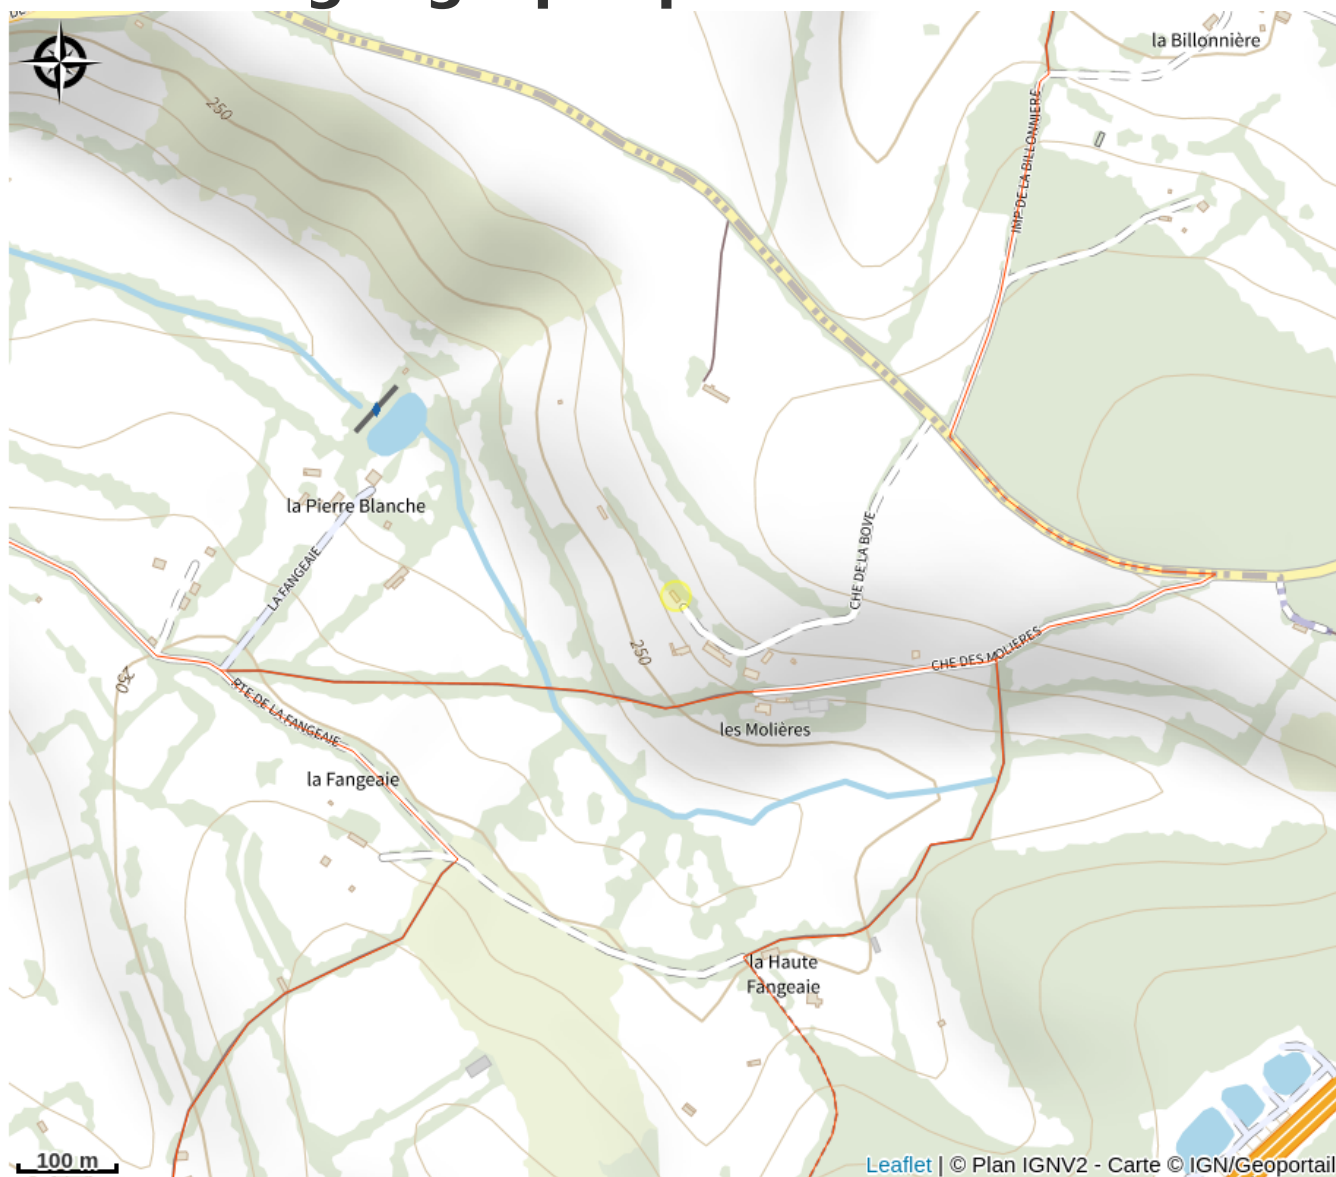 250
la Billonnière
IMP DE LA BILLONNIERE
la Pierre Blanche
LA FANGEAIE
CHE DE LA BOVE
250
CHE DES MOLIERES
250
RTE DE LA FANGEAIE
les Molières
la Fangeaie
la Haute
Fangeaie
100 m
Leaflet | © Plan IGNV2 - Carte © IGN/Geoportail